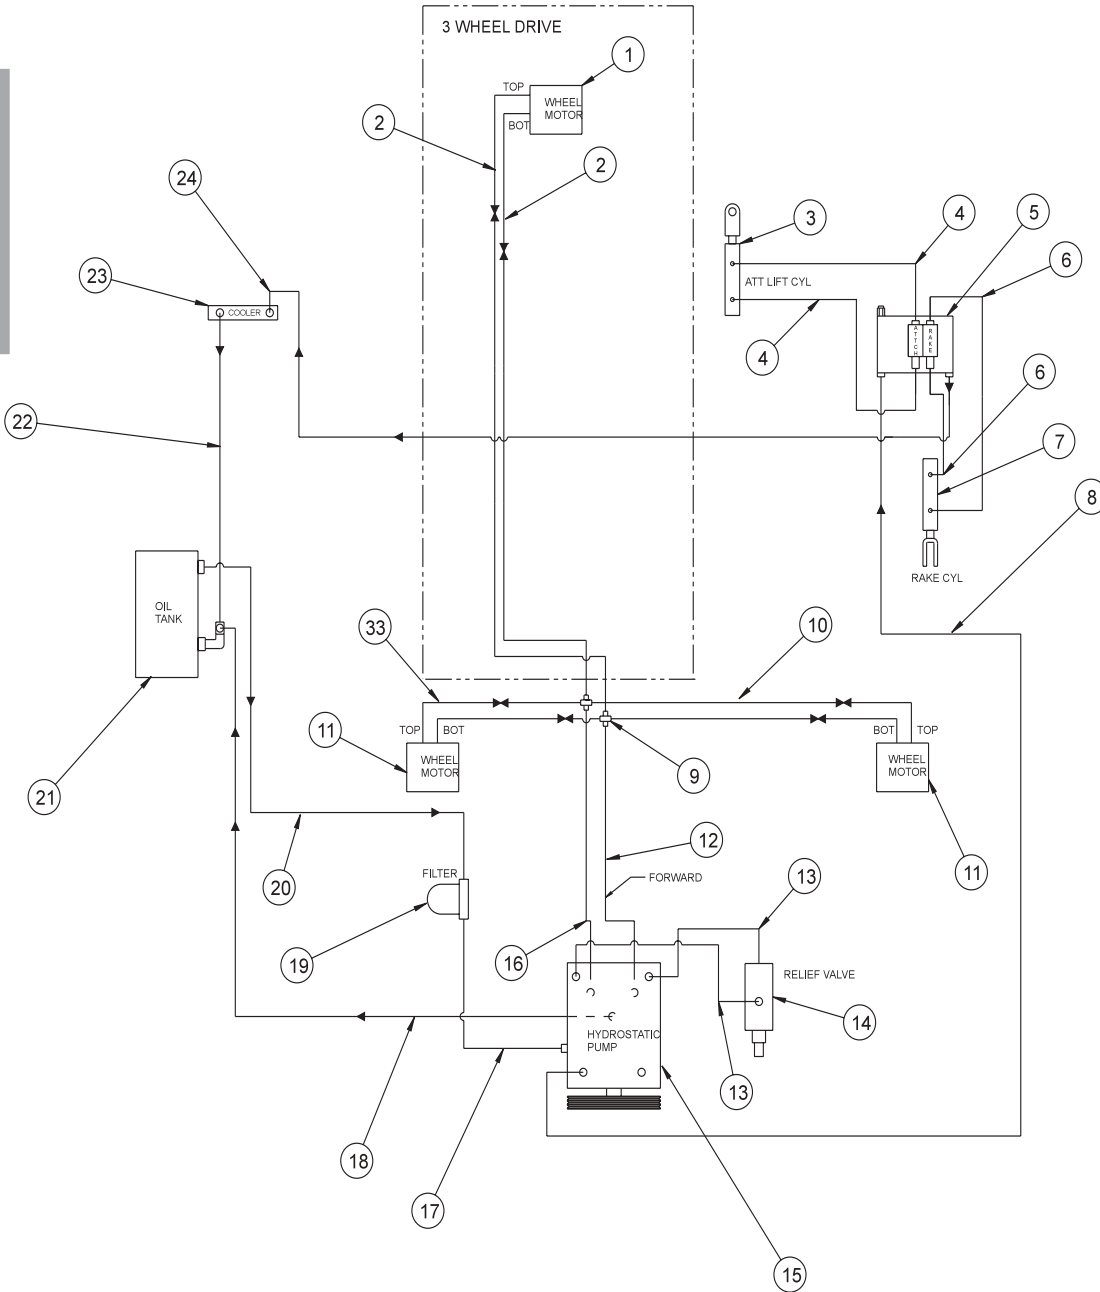 3 WHEEL DRIVE
1
TOP
WHEEL
MOTOR
BOT
2
2
24
3
4
5
6
23
COOLER
ATT LIFT CYL
4
ATTCH
RAKE
6
22
7
8
RAKE CYL
OIL
TANK
33
10
11
TOP
BOT
BOT
TOP
WHEEL
MOTOR
9
WHEEL
MOTOR
21
12
20
FILTER
FORWARD
13
11
19
16
RELIEF VALVE
14
HYDROSTATIC
PUMP
13
18
17
15